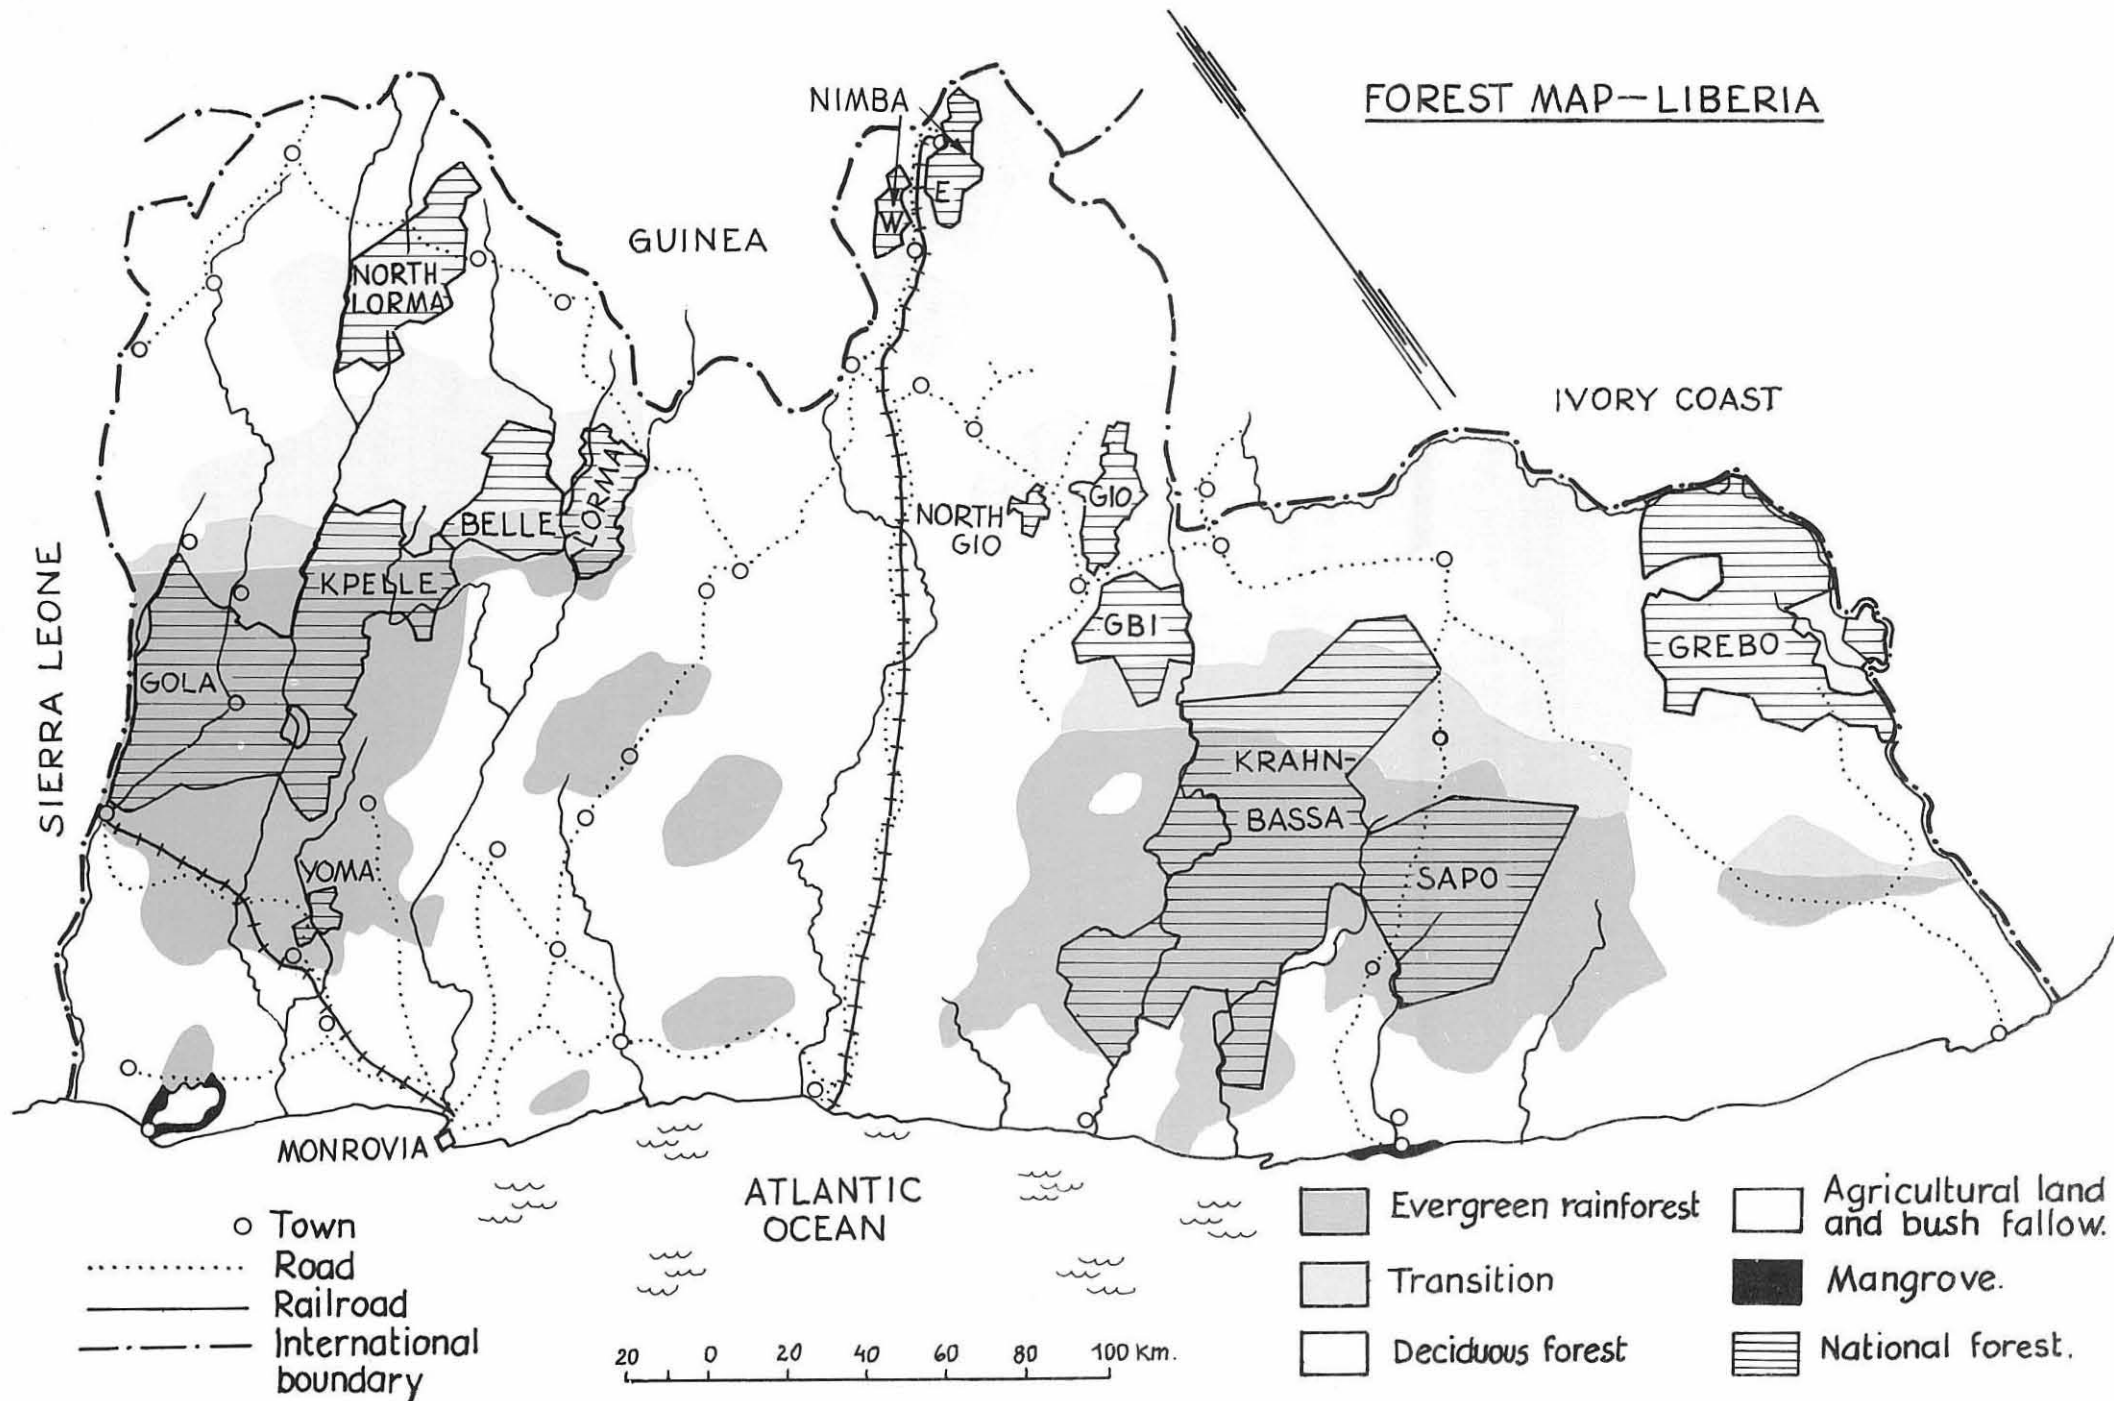 FOREST MAP—LIBERIA
NIMBA
E
W
GUINEA
NORTH
LORMA
IVORY COAST
BELLE
LORMA
NORTH
GIO
GIO
SIERRA LEONE
KPELLE
GBI
GREBO
GOLA
KRAHN-
BASSA
YOMA
SAPO
MONROVIA
ATLANTIC
OCEAN
Town
Road
Railroad
International
boundary
20 0 20 40 60 80 100 Km.
Evergreen rainforest
Transition
Deciduous forest
Agricultural land
and bush fallow.
Mangrove.
National forest.